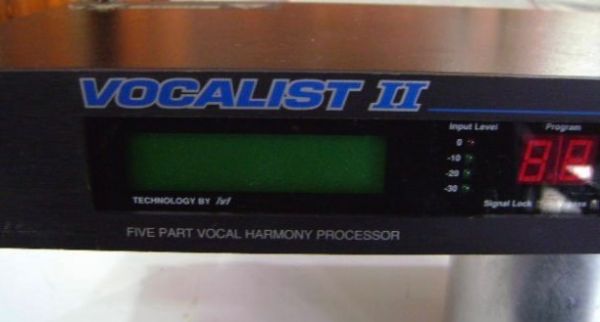 VOCALIST II
Input Level
Program
0
-10
-20
-30
TECHNOLOGY BY
Signal Lock
FIVE PART VOCAL HARMONY PROCESSOR